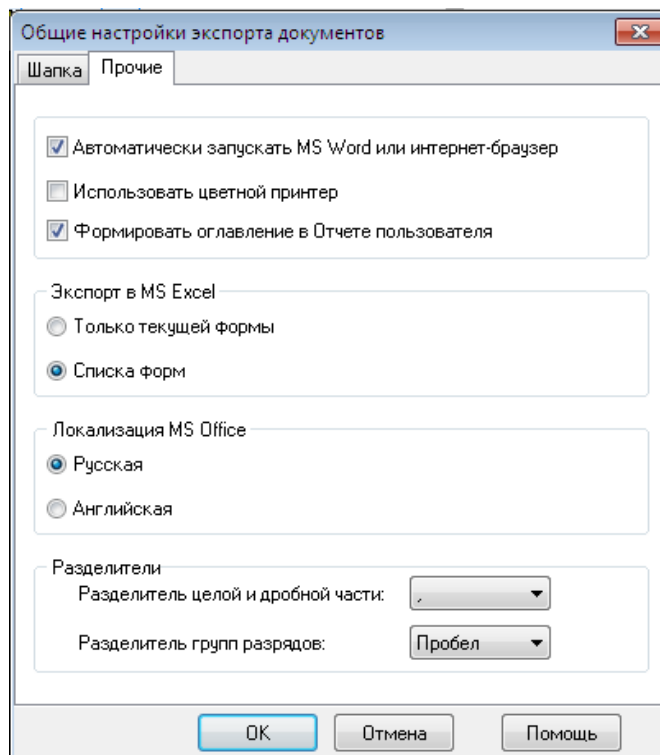 Общие настройки экспорта документов
Шапка Прочие
Автоматически запускать MS Word или интернет-браузер
Использовать цветной принтер
Формировать оглавление в Отчете пользователя
Экспорт в MS Excel
Только текущей формы
Списка форм
Локализация MS Office
Русская
Английская
Разделители
Разделитель целой и дробной части: ,
Разделитель групп разрядов: Пробел
OK Отмена Помощь